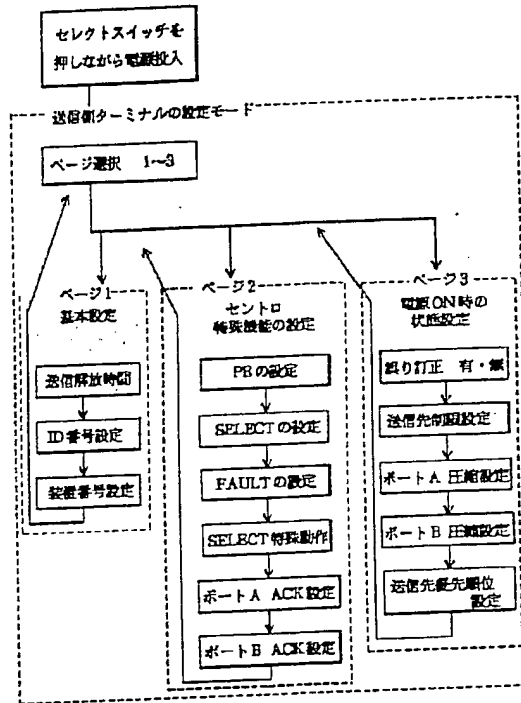 セレクトスイッチを
押しながら電源投入
送信側ターミナルの設定モード
ページ選択 1~3
ページ1
基本設定
送信解放時間
ID番号設定
装置番号設定
ページ2
セントロ
特殊機能の設定
PEの設定
SELECTの設定
FAULTの設定
SELECT特殊動作
ポートA ACK設定
ポートB ACK設定
ページ3
電源ON時の
状態設定
誤り訂正 有・無
送信先制限設定
ポートA 圧縮設定
ポートB 圧縮設定
送信先優先順位
設定